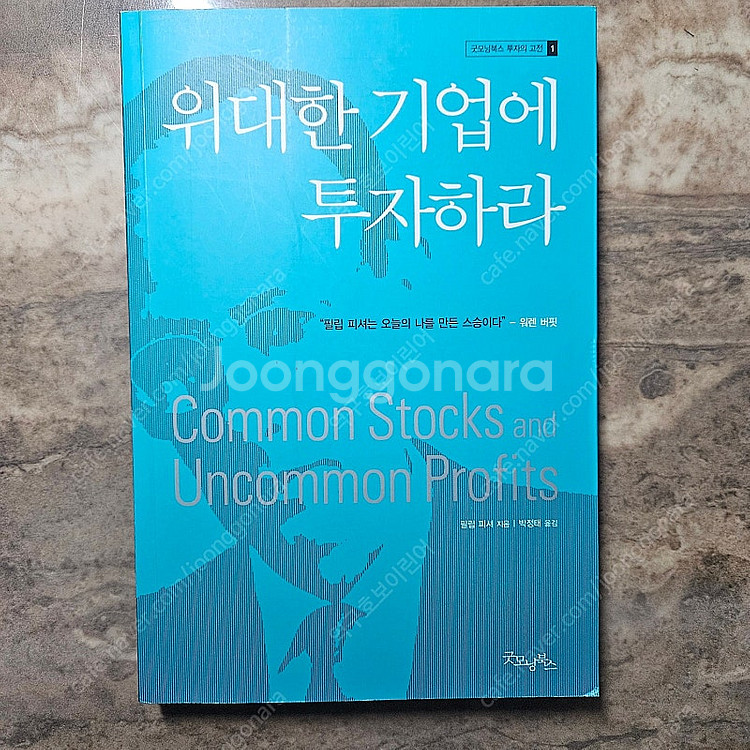 굿모닝북스 투자의 고전 1
위대한 기업에
투자하라
“필립 피셔는 오늘의 나를 만든 스승이다” – 워렌 버핏
Joonggonara
Common Stocks and
Uncommon Profits
필립 피셔 지음 | 박정태 옮김
굿모닝북스